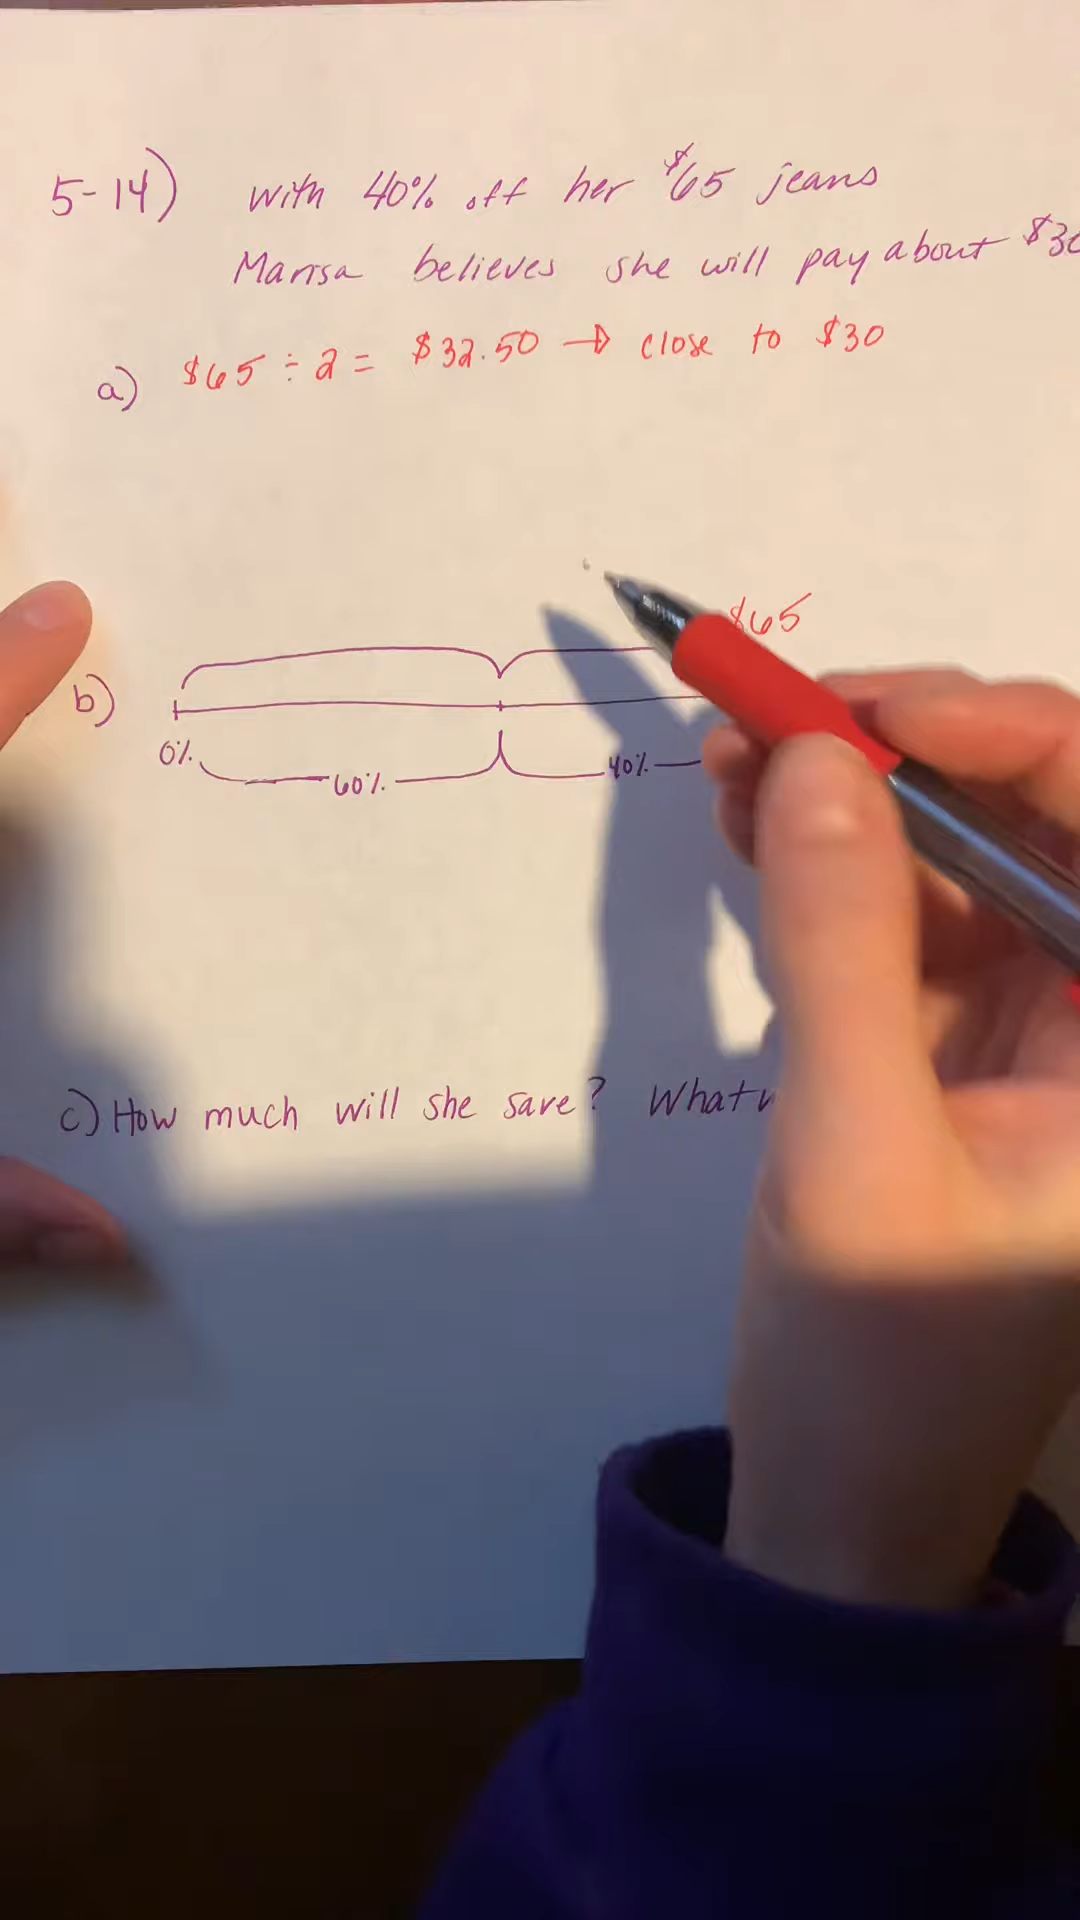 5-14) with 40% off her $65 jeans
Marisa believes she will pay about $30
a) $65 ÷ 2 = $32.50 → close to $30
$65
b)
0% 60% 40%
c) How much will she save? What